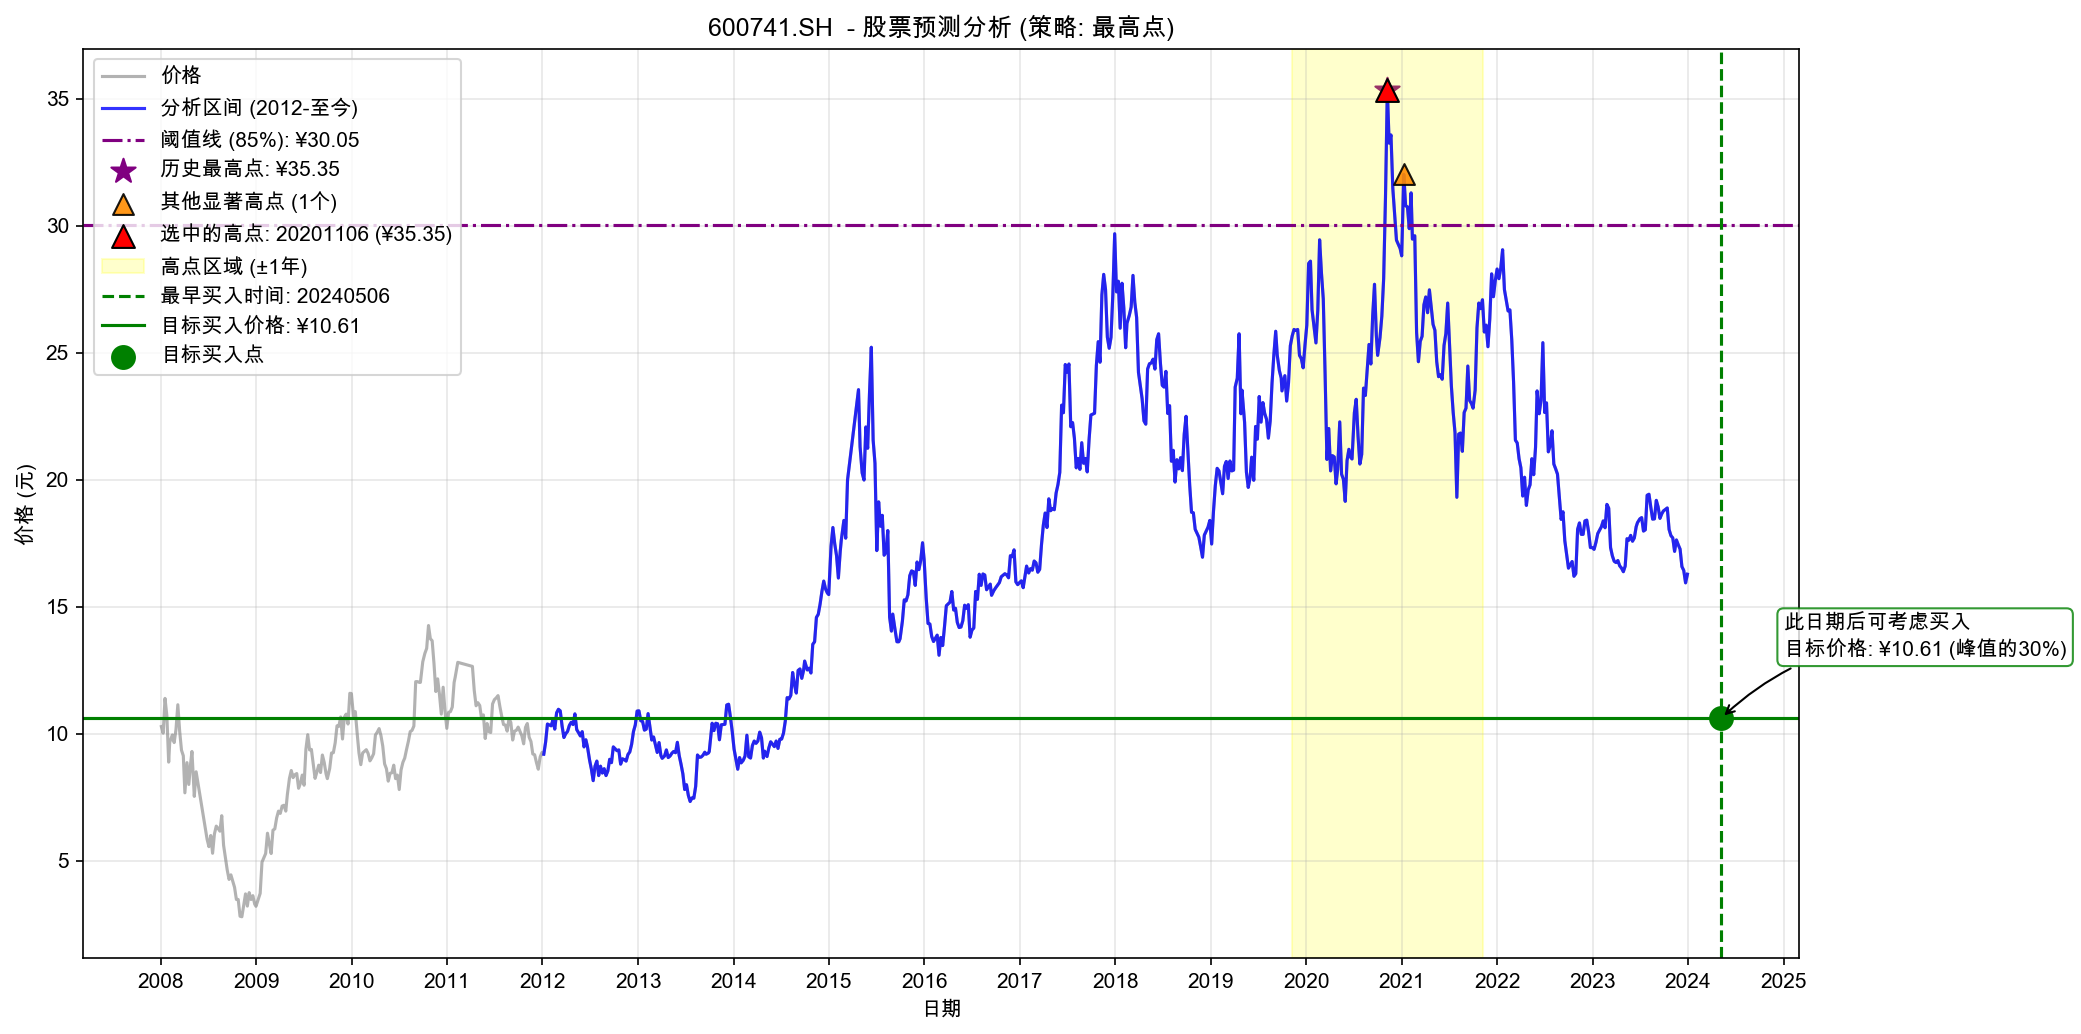 600741.SH - 股票预测分析 (策略: 最高点)
价格
分析区间 (2012-至今)
阈值线 (85%): ¥30.05
历史最高点: ¥35.35
其他显著高点 (1个)
选中的高点: 20201106 (¥35.35)
高点区域 (±1年)
最早买入时间: 20240506
目标买入价格: ¥10.61
目标买入点
35
30
25
20
15
10
5
价格 (元)
此日期后可考虑买入
目标价格: ¥10.61 (峰值的30%)
2008 2009 2010 2011 2012 2013 2014 2015 2016 2017 2018 2019 2020 2021 2022 2023 2024 2025
日期